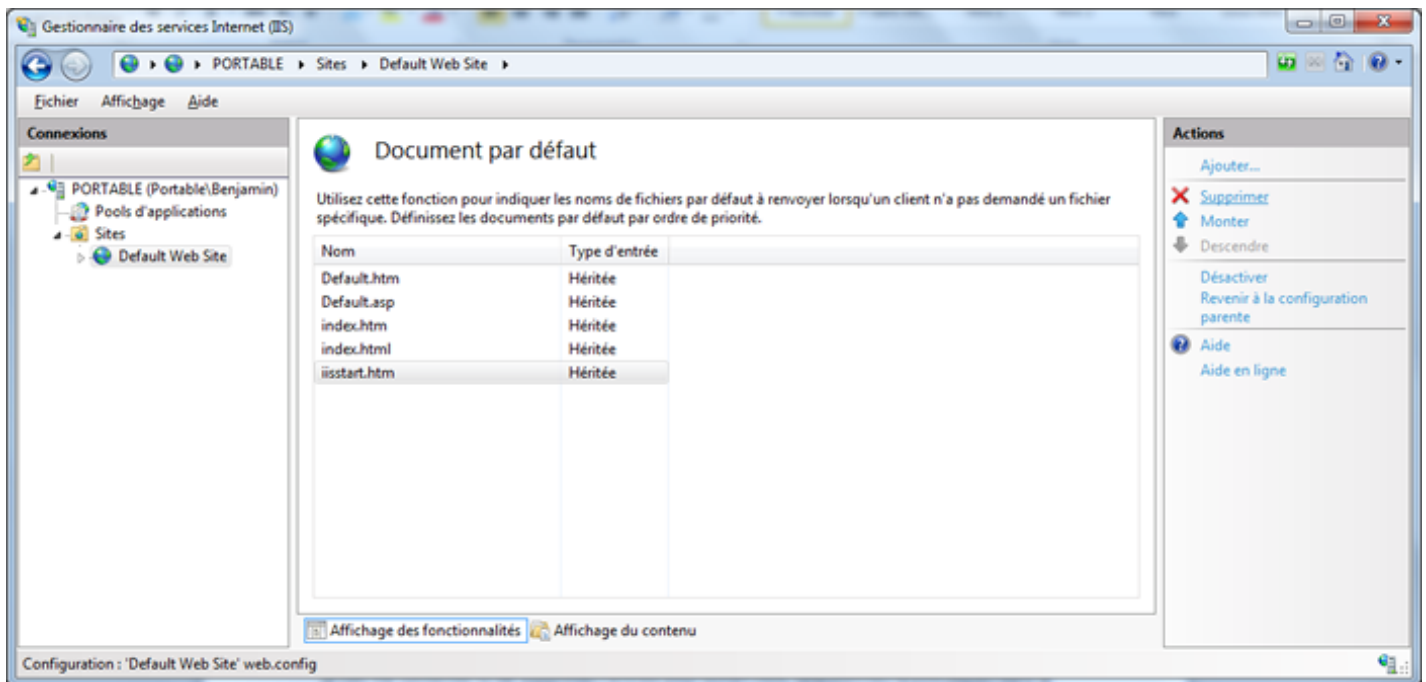 Gestionnaire des services Internet (IIS)
PORTABLE Sites Default Web Site
Fichier Affichage Aide
Connexions
PORTABLE (Portable\Benjamin)
Pools d'applications
Sites
Default Web Site
Document par défaut
Utilisez cette fonction pour indiquer les noms de fichiers par défaut à renvoyer lorsqu'un client n'a pas demandé un fichier
spécifique. Définissez les documents par défaut par ordre de priorité.
Nom Type d'entrée
Default.htm Héritée
Default.asp Héritée
index.htm Héritée
index.html Héritée
iisstart.htm Héritée
Affichage des fonctionnalités Affichage du contenu
Actions
Ajouter...
Supprimer
Monter
Descendre
Désactiver
Revenir à la configuration
parente
Aide
Aide en ligne
Configuration : 'Default Web Site' web.config